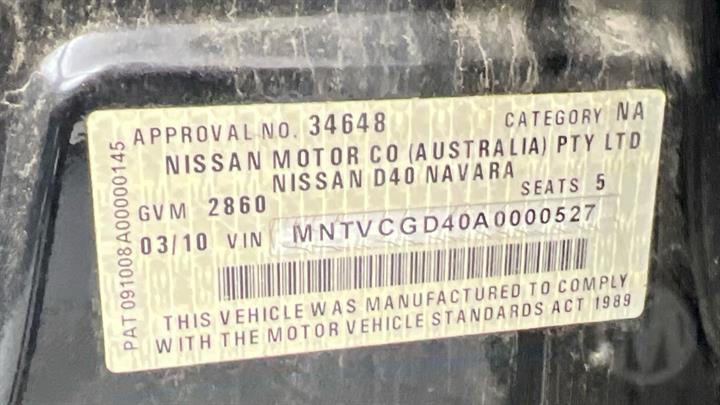 APPROVAL NO. 34648 CATEGORY NA
NISSAN MOTOR CO (AUSTRALIA) PTY LTD
NISSAN D40 NAVARA
GVM 2860 SEATS 5
03/10 VIN MNTVCGD40A0000527
THIS VEHICLE WAS MANUFACTURED TO COMPLY
WITH THE MOTOR VEHICLE STANDARDS ACT 1989
PAT 091008A00000145
M